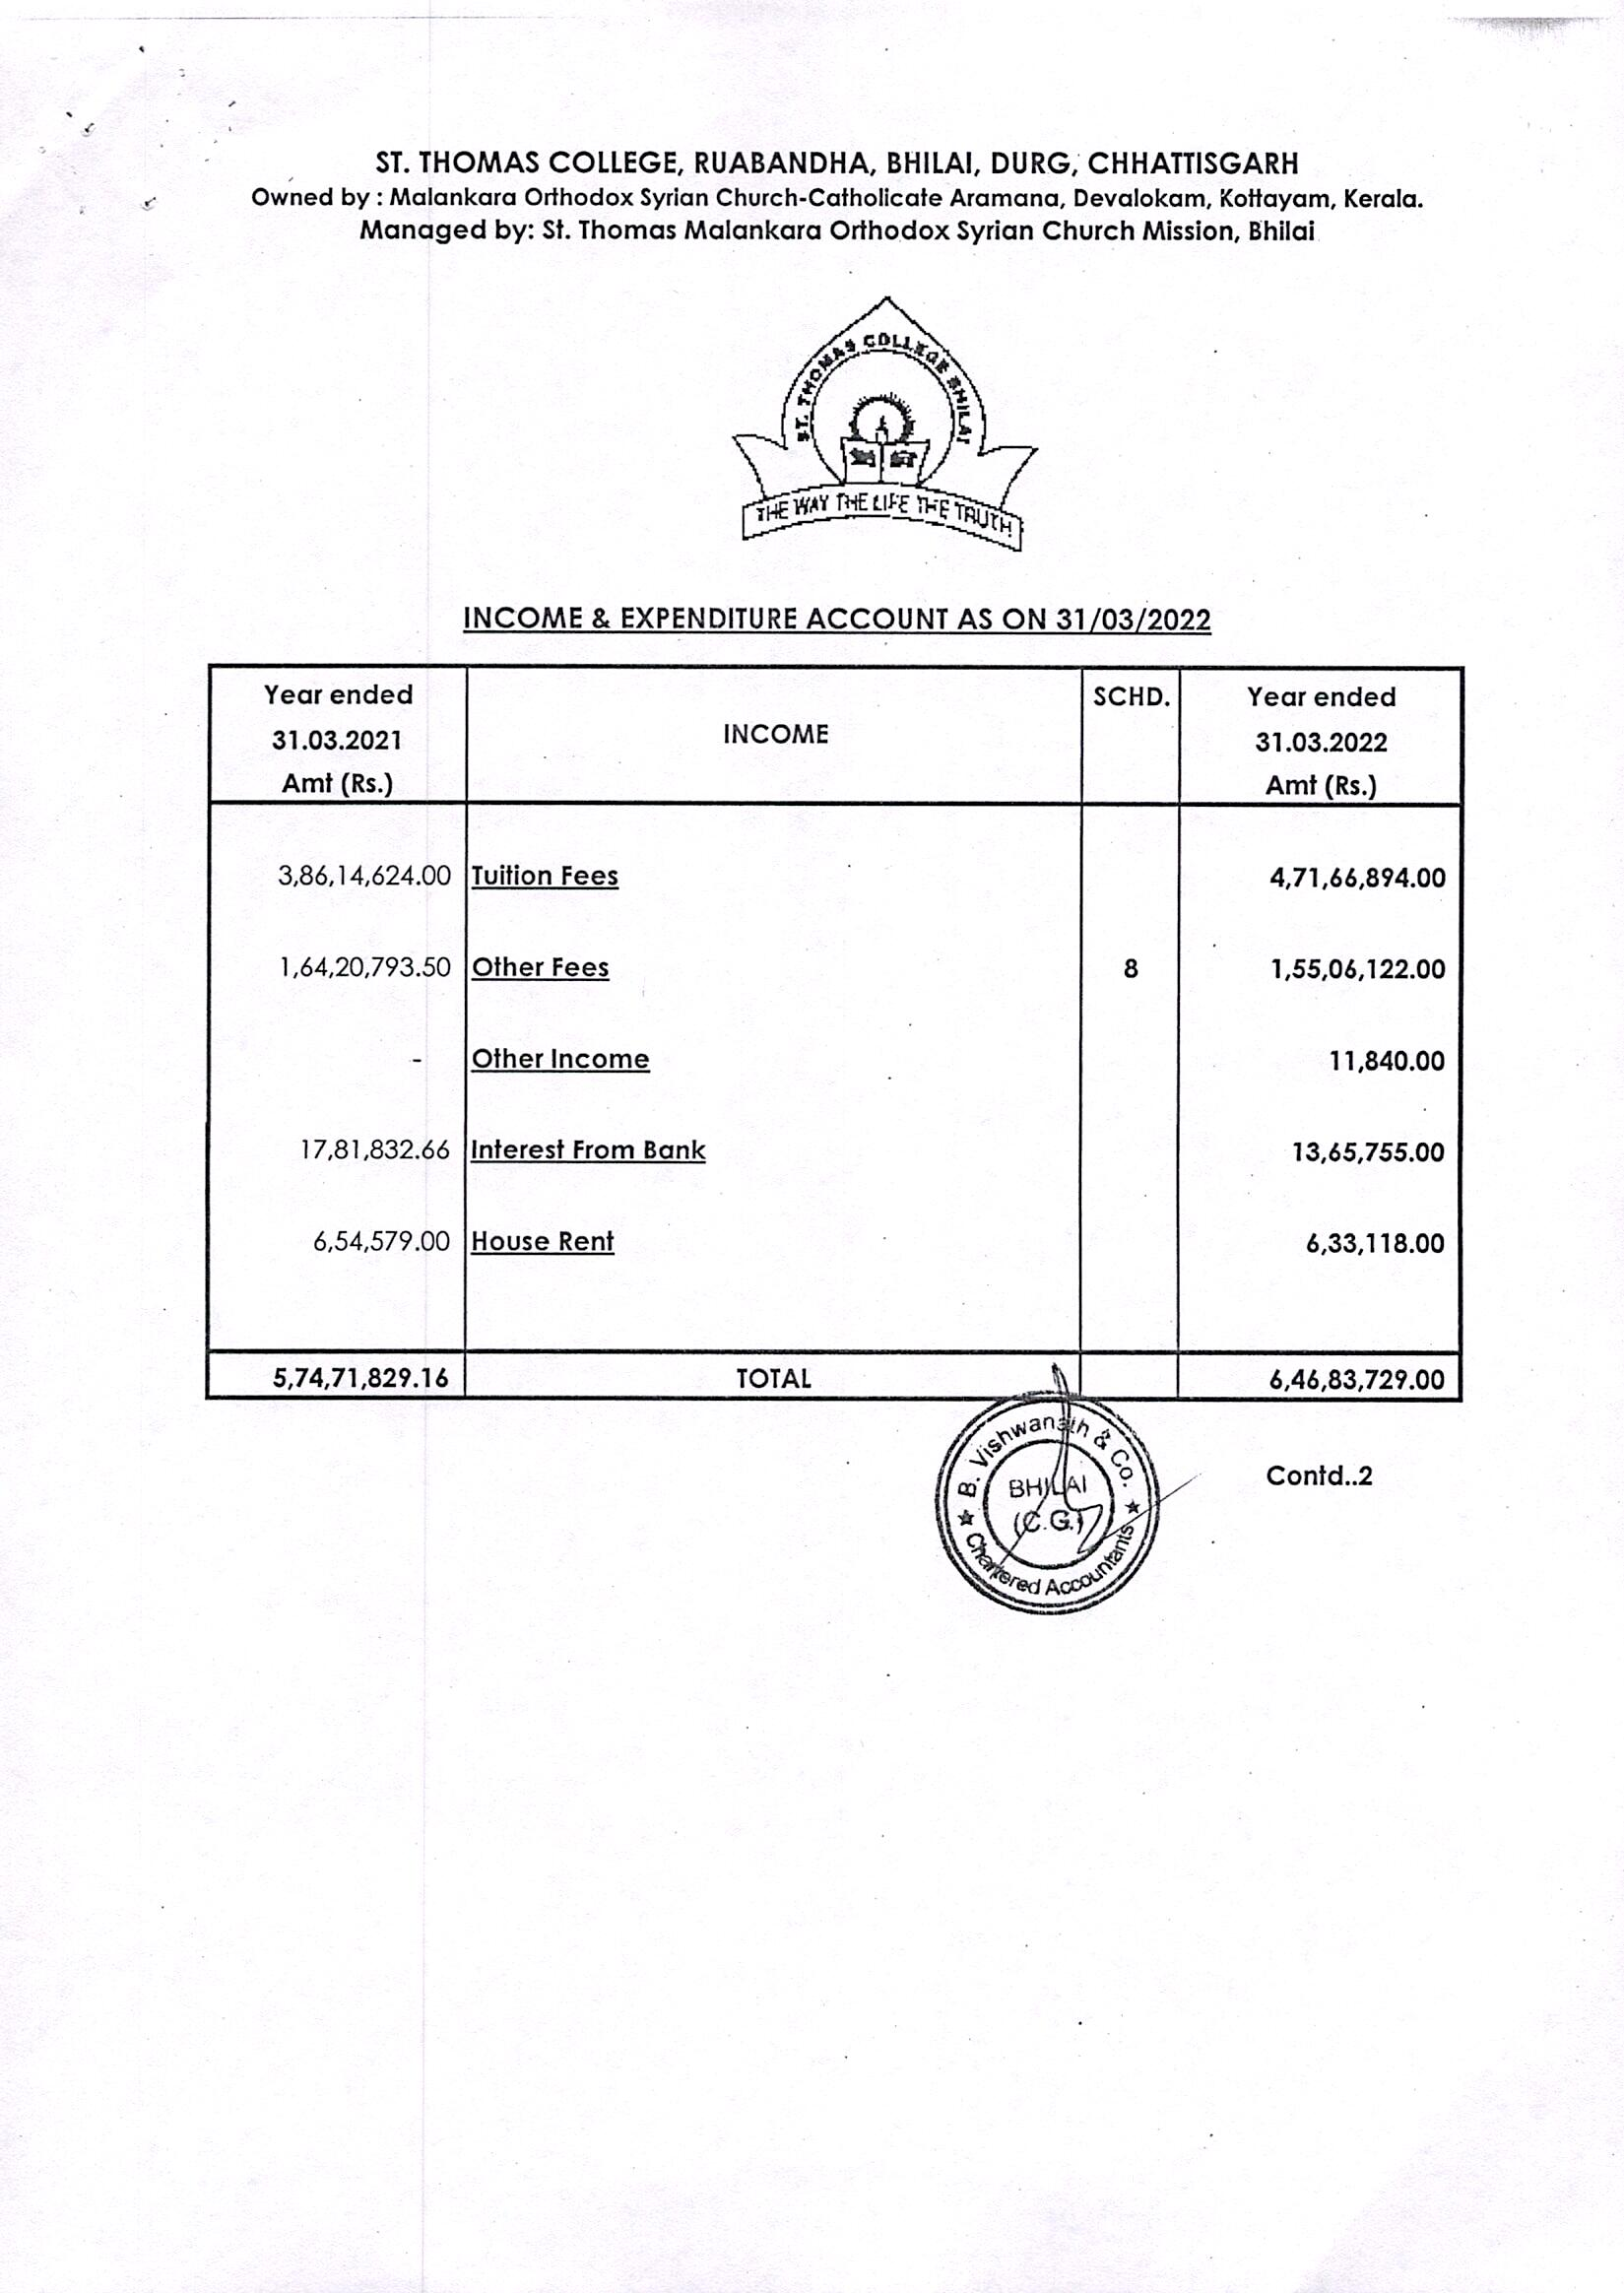 ST. THOMAS COLLEGE, RUABANDHA, BHILAI, DURG, CHHATTISGARH
Owned by : Malankara Orthodox Syrian Church-Catholicate Aramana, Devalokam, Kottayam, Kerala.
Managed by: St. Thomas Malankara Orthodox Syrian Church Mission, Bhilai
ST. THOMAS COLLEGE BHILAI
THE WAY THE LIFE THE TRUTH
INCOME & EXPENDITURE ACCOUNT AS ON 31/03/2022
Year ended 31.03.2021 Amt (Rs.) INCOME SCHD. Year ended 31.03.2022 Amt (Rs.)
3,86,14,624.00 Tuition Fees 4,71,66,894.00
1,64,20,793.50 Other Fees 8 1,55,06,122.00
- Other Income 11,840.00
17,81,832.66 Interest From Bank 13,65,755.00
6,54,579.00 House Rent 6,33,118.00
5,74,71,829.16 TOTAL 6,46,83,729.00
B. Vishwanath & Co.
BHILAI
(C.G.)
★ Chartered Accountants ★
Contd..2